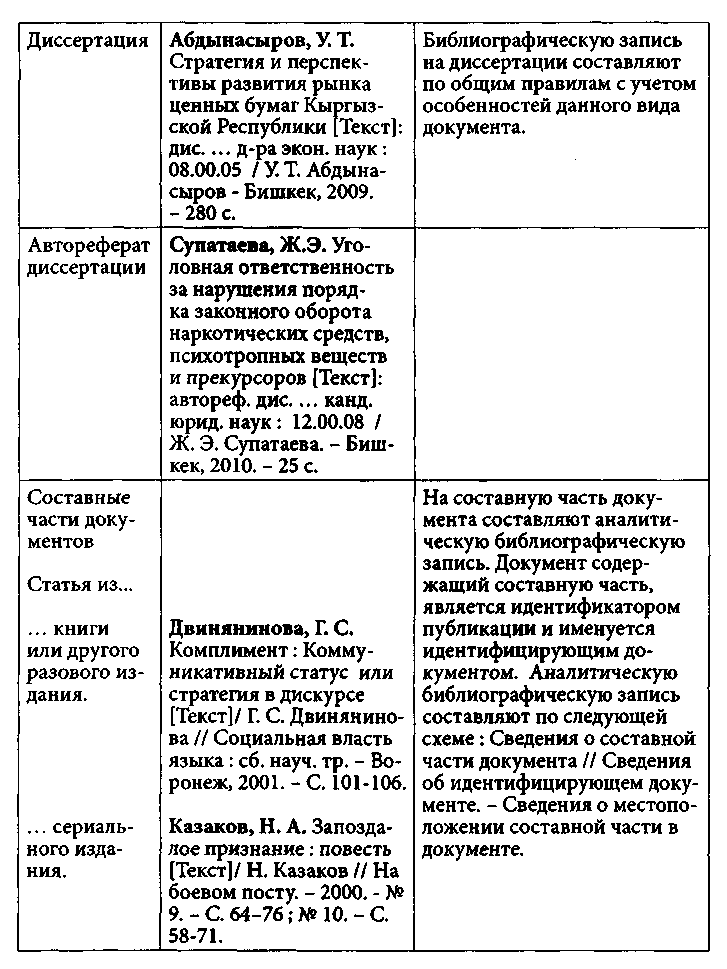 Диссертация
Абдынасыров, У. Т.
Стратегия и перспек-
тивы развития рынка
ценных бумаг Кыргыз-
ской Республики [Текст]:
дис. ... д-ра экон. наук :
08.00.05 / У. Т. Абдына-
сыров - Бишкек, 2009.
– 280 с.
Библиографическую запись
на диссертации составляют
по общим правилам с учетом
особенностей данного вида
документа.
Автореферат
диссертации
Супатаева, Ж.Э. Уго-
ловная ответственность
за нарушения поряд-
ка законного оборота
наркотических средств,
психотропных веществ
и прекурсоров [Текст]:
автореф. дис. ... канд.
юрид. наук : 12.00.08 /
Ж. Э. Супатаева. – Биш-
кек, 2010. – 25 с.
Составные
части доку-
ментов
Статья из...
... книги
или другого
разового из-
дания.
Двинянинова, Г. С.
Комплимент : Комму-
никативный статус или
стратегия в дискурсе
[Текст]/ Г. С. Двинянино-
ва // Социальная власть
языка : сб. науч. тр. – Во-
ронеж, 2001. – С. 101-106.
... сериаль-
ного изда-
ния.
Казаков, Н. А. Запозда-
лое признание : повесть
[Текст]/ Н. Казаков // На
боевом посту. – 2000. - №
9. – С. 64–76 ; № 10. – С.
58-71.
На составную часть доку-
мента составляют аналити-
ческую библиографическую
запись. Документ содер-
жащий составную часть,
является идентификатором
публикации и именуется
идентифицирующим до-
кументом. Аналитическую
библиографическую запись
составляют по следующей
схеме : Сведения о составной
части документа // Сведения
об идентифицирующем доку-
менте. – Сведения о местопо-
ложении составной части в
документе.